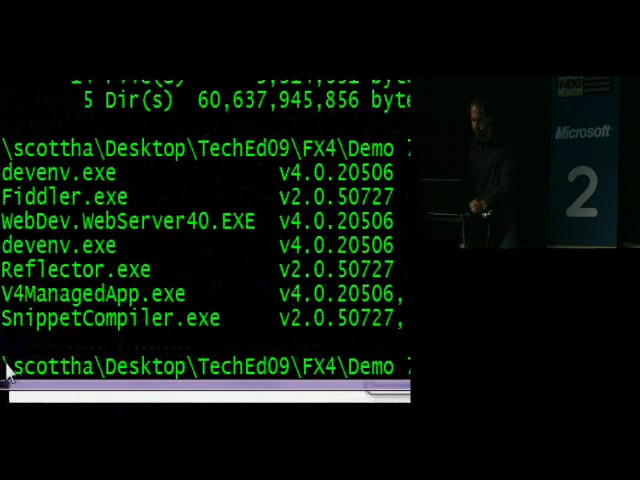 5 Dir(s) 60,637,945,856 byte
\scottha\Desktop\TechEd09\FX4\Demo 7
devenv.exe v4.0.20506
Fiddler.exe v2.0.50727
WebDev.WebServer40.EXE v4.0.20506
devenv.exe v4.0.20506
Reflector.exe v2.0.50727
V4ManagedApp.exe v4.0.20506,
SnippetCompiler.exe v2.0.50727,
\scottha\Desktop\TechEd09\FX4\Demo 7
Microsoft
2